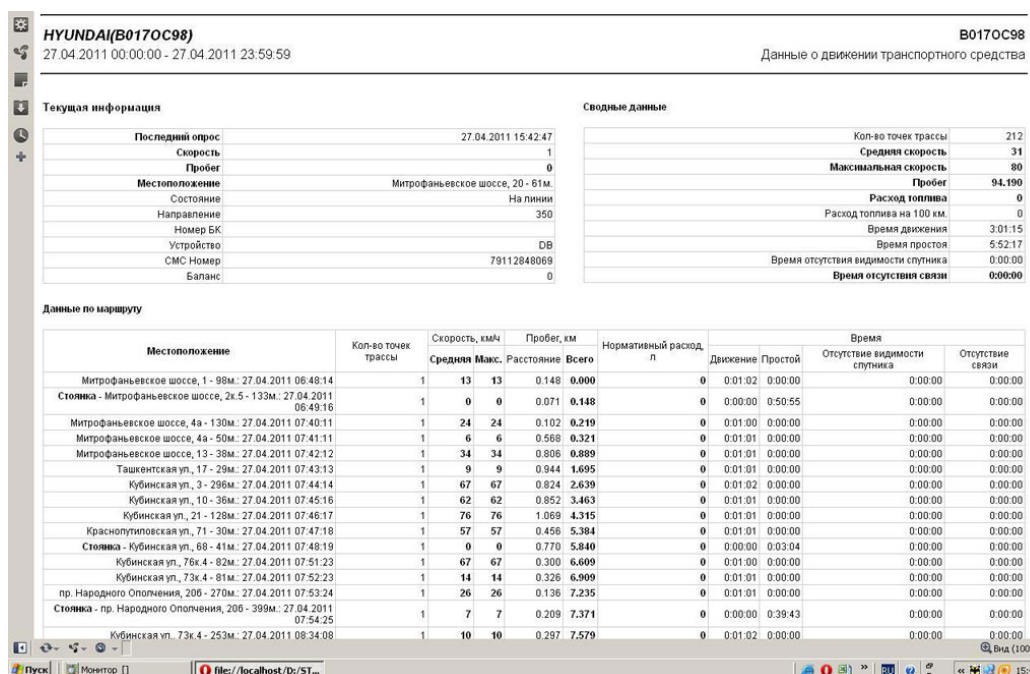 HYUNDAI(B017OC98) B017OC98
27.04.2011 00:00:00 - 27.04.2011 23:59:59 Данные о движении транспортного средства
Текущая информация
Последний опрос 27.04.2011 15:42:47
Скорость 1
Пробег 0
Местоположение Митрофаньевское шоссе, 20 - 61м.
Состояние На линии
Направление 350
Номер БК
Устройство DB
СМС Номер 79112848069
Баланс 0
Сводные данные
Кол-во точек трассы 212
Средняя скорость 31
Максимальная скорость 80
Пробег 94.190
Расход топлива 0
Расход топлива на 100 км. 0
Время движения 3:01:15
Время простоя 5:52:17
Время отсутствия видимости спутника 0:00:00
Время отсутствия связи 0:00:00
Данные по маршруту
Местоположение Кол-во точек трассы Скорость, км/ч Пробег, км Нормативный расход, л Время
Средняя Макс. Расстояние Всего Движение Простой Отсутствие видимости спутника Отсутствие связи
Митрофаньевское шоссе, 1 - 98м.: 27.04.2011 06:48:14 1 13 13 0.148 0.000 0 0:01:02 0:00:00 0:00:00 0:00:00
Стоянка - Митрофаньевское шоссе, 2к.5 - 133м.: 27.04.2011 06:49:16 1 0 0 0.071 0.148 0 0:00:00 0:50:55 0:00:00 0:00:00
Митрофаньевское шоссе, 4а - 130м.: 27.04.2011 07:40:11 1 24 24 0.102 0.219 0 0:01:00 0:00:00 0:00:00 0:00:00
Митрофаньевское шоссе, 4а - 50м.: 27.04.2011 07:41:11 1 6 6 0.568 0.321 0 0:01:01 0:00:00 0:00:00 0:00:00
Митрофаньевское шоссе, 13 - 38м.: 27.04.2011 07:42:12 1 34 34 0.806 0.889 0 0:01:01 0:00:00 0:00:00 0:00:00
Ташкентская ул., 17 - 29м.: 27.04.2011 07:43:13 1 9 9 0.944 1.695 0 0:01:01 0:00:00 0:00:00 0:00:00
Кубинская ул., 3 - 296м.: 27.04.2011 07:44:14 1 67 67 0.824 2.639 0 0:01:02 0:00:00 0:00:00 0:00:00
Кубинская ул., 10 - 36м.: 27.04.2011 07:45:16 1 62 62 0.852 3.463 0 0:01:01 0:00:00 0:00:00 0:00:00
Кубинская ул., 21 - 128м.: 27.04.2011 07:46:17 1 76 76 1.069 4.315 0 0:01:01 0:00:00 0:00:00 0:00:00
Краснопутиловская ул., 71 - 30м.: 27.04.2011 07:47:18 1 57 57 0.456 5.384 0 0:01:01 0:00:00 0:00:00 0:00:00
Стоянка - Кубинская ул., 68 - 41м.: 27.04.2011 07:48:19 1 0 0 0.770 5.840 0 0:00:00 0:03:04 0:00:00 0:00:00
Кубинская ул., 76к.4 - 82м.: 27.04.2011 07:51:23 1 67 67 0.300 6.609 0 0:01:00 0:00:00 0:00:00 0:00:00
Кубинская ул., 73к.4 - 81м.: 27.04.2011 07:52:23 1 14 14 0.326 6.909 0 0:01:01 0:00:00 0:00:00 0:00:00
пр. Народного Ополчения, 206 - 270м.: 27.04.2011 07:53:24 1 26 26 0.136 7.235 0 0:01:01 0:00:00 0:00:00 0:00:00
Стоянка - пр. Народного Ополчения, 206 - 399м.: 27.04.2011 07:54:25 1 7 7 0.209 7.371 0 0:00:00 0:39:43 0:00:00 0:00:00
Кубинская ул., 73к.4 - 253м.: 27.04.2011 08:34:08 1 10 10 0.297 7.579 0 0:01:02 0:00:00 0:00:00 0:00:00
Вид (100
Пуск Монитор [] file://localhost/D:/ST... RU 15: